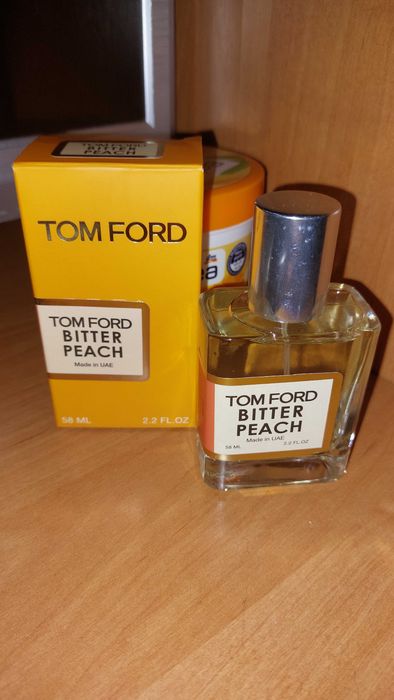 TOM FORD
BITTER
PEACH
TOM FORD
TOM FORD
BITTER
PEACH
Made in UAE
58 ML 2.2 FL.OZ
TOM FORD
BITTER
PEACH
Made in UAE
58 ML 2.2 FL.OZ